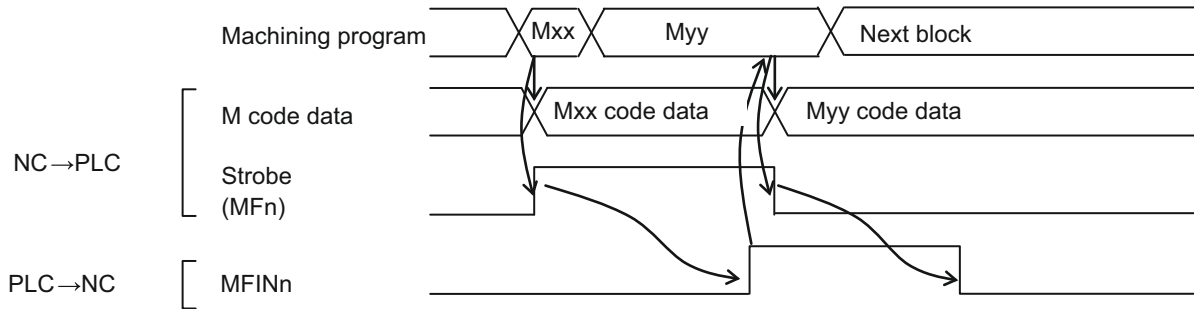 Machining program
Mxx
Myy
Next block
NC→PLC
M code data
Mxx code data
Myy code data
Strobe
(MFn)
PLC→NC
MFINn